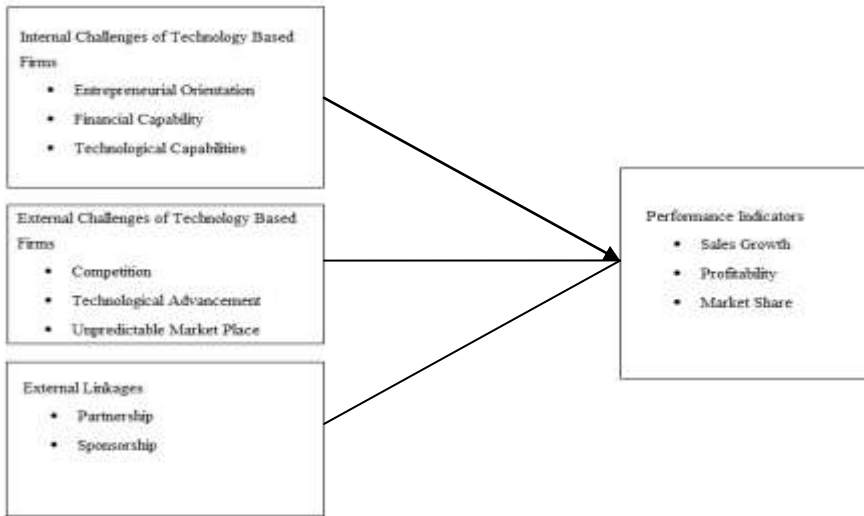 Internal Challenges of Technology Based
Firms
• Entrepreneurial Orientation
• Financial Capability
• Technological Capabilities
External Challenges of Technology Based
Firms
• Competition
• Technological Advancement
• Unpredictable Market Place
External Linkages
• Partnership
• Sponsorship
Performance Indicators
• Sales Growth
• Profitability
• Market Share